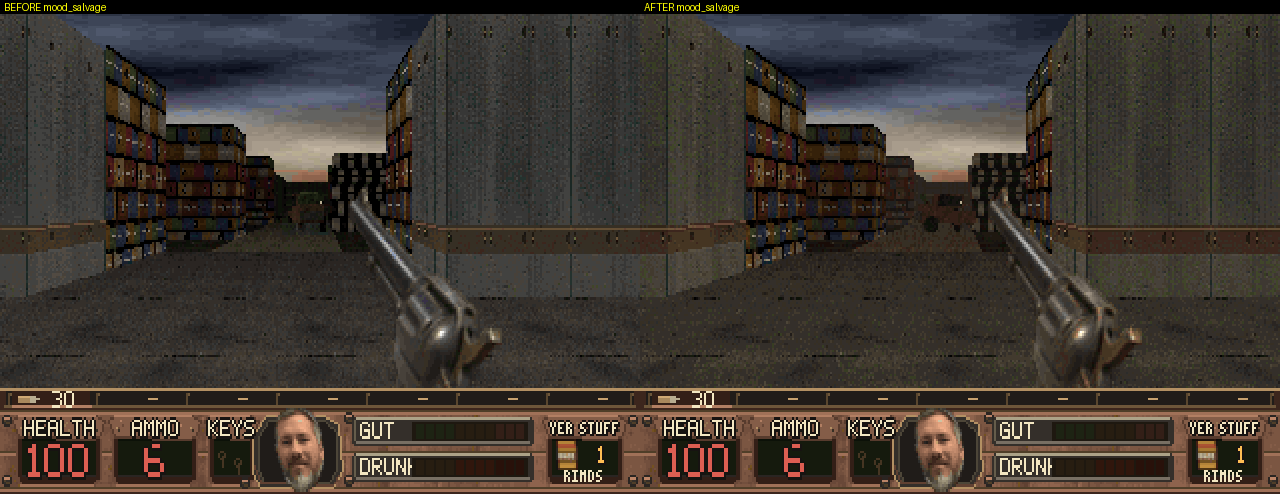 BEFORE mood_salvage
AFTER mood_salvage
30
30
HEALTH AMMO KEYS GUT YER STUFF
100 6 DRUNK 1
RINDS
HEALTH AMMO KEYS GUT YER STUFF
100 6 DRUNK 1
RINDS